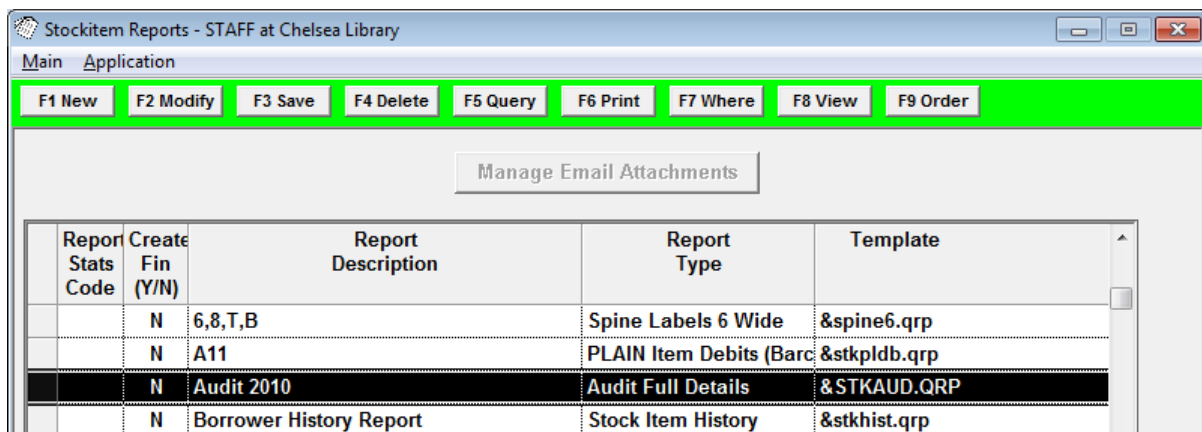 Stockitem Reports - STAFF at Chelsea Library
Main Application
F1 New F2 Modify F3 Save F4 Delete F5 Query F6 Print F7 Where F8 View F9 Order
Manage Email Attachments
Report Create Report Report Template
Stats Fin Description Type
Code (Y/N)
N 6,8,T,B Spine Labels 6 Wide &spine6.qrp
N A11 PLAIN Item Debits (Barc &stkpldb.qrp
N Audit 2010 Audit Full Details &STKAUD.QRP
N Borrower History Report Stock Item History &stkhist.qrp